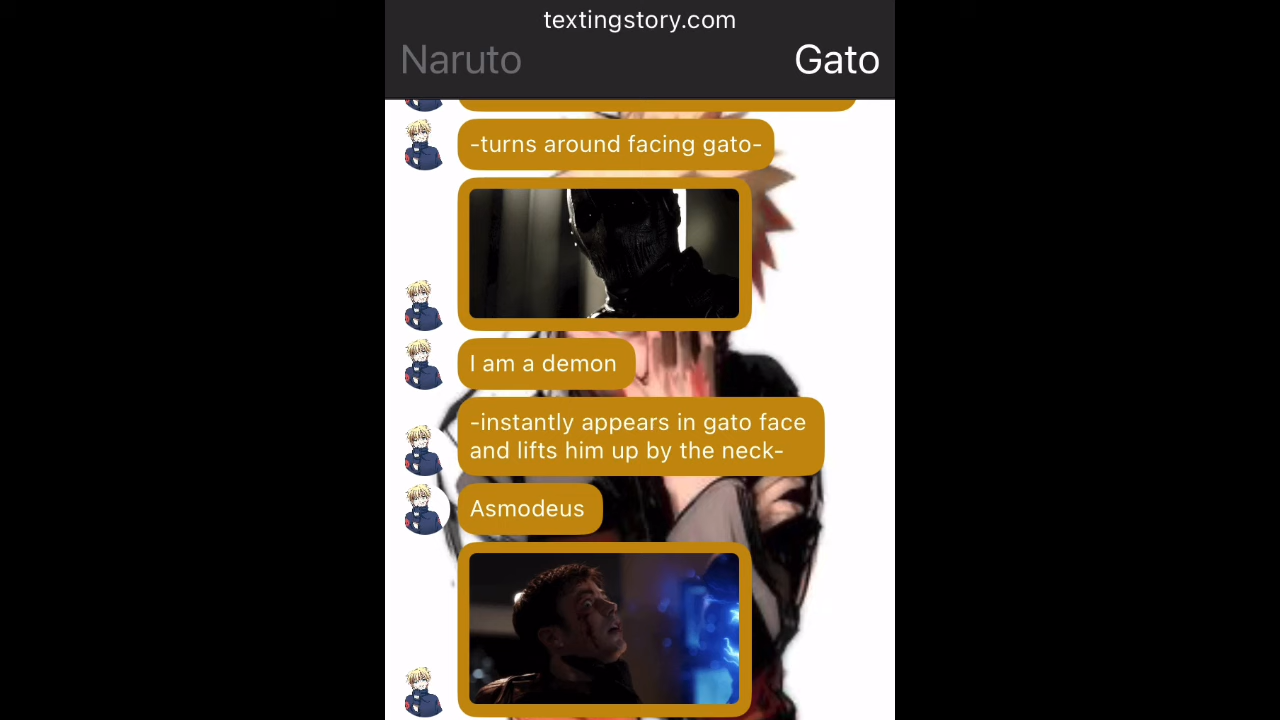 textingstory.com
Naruto
Gato
-turns around facing gato-
I am a demon
-instantly appears in gato face
and lifts him up by the neck-
Asmodeus